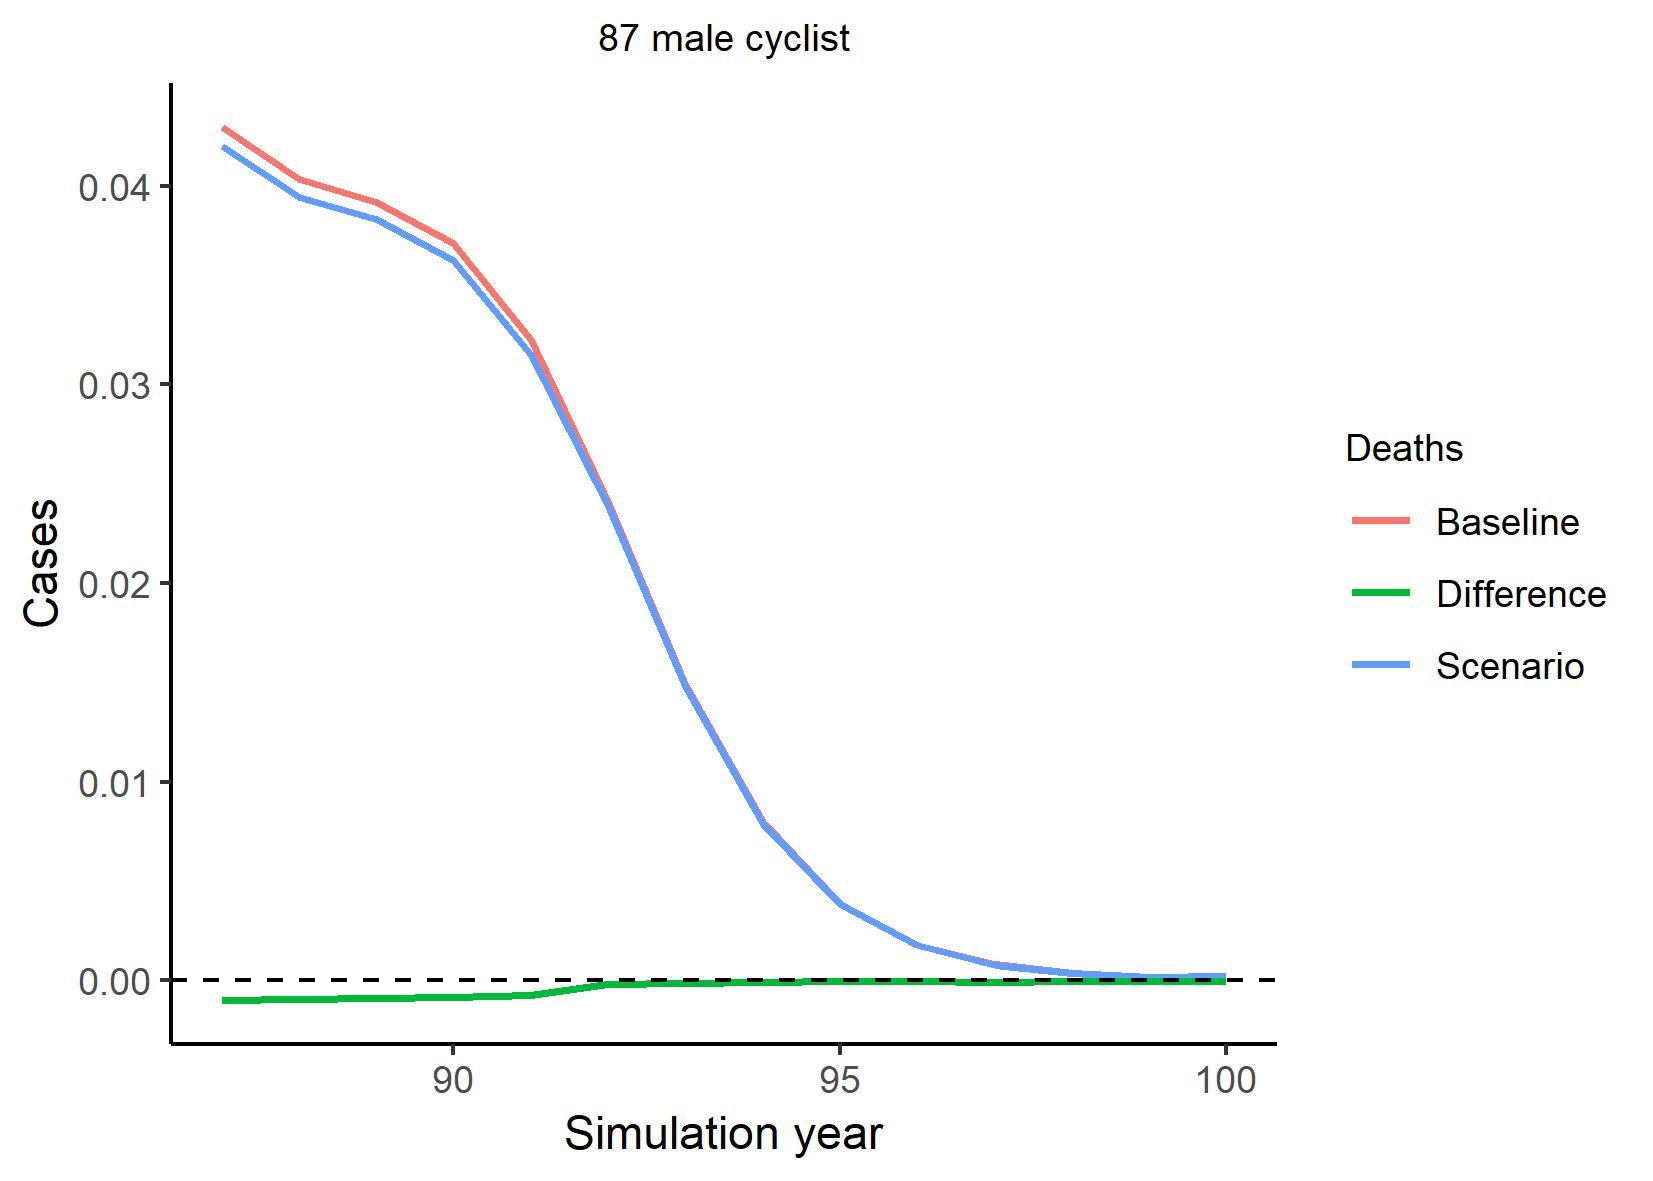 87 male cyclist
Cases
0.04
0.03
0.02
0.01
0.00
90 95 100
Simulation year
Deaths
Baseline
Difference
Scenario